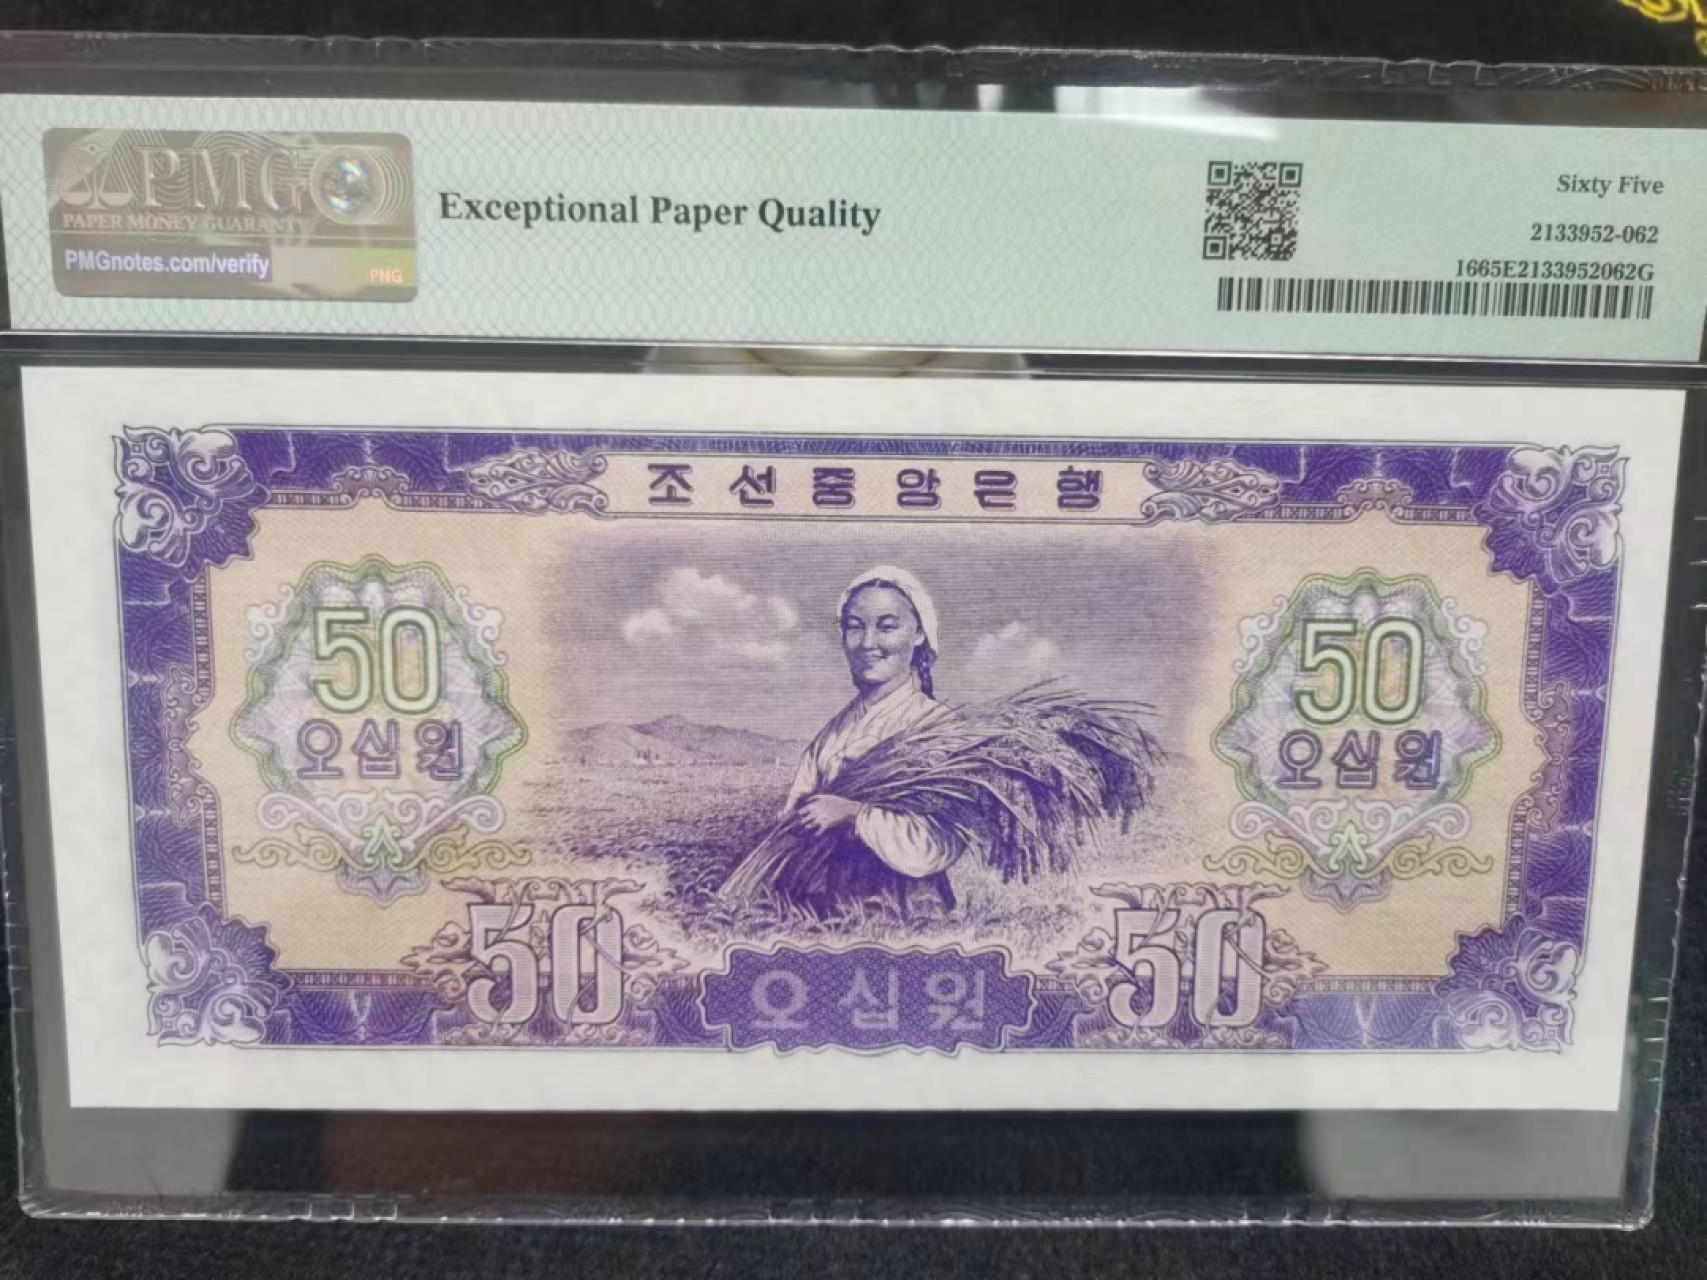 PMG
PAPER MONEY GUARANTY
PMGnotes.com/verify
PNG
Exceptional Paper Quality
Sixty Five
2133952-062
1665E2133952062G
조선중앙은행
50
오십원
50
오십원
50
오십원
50